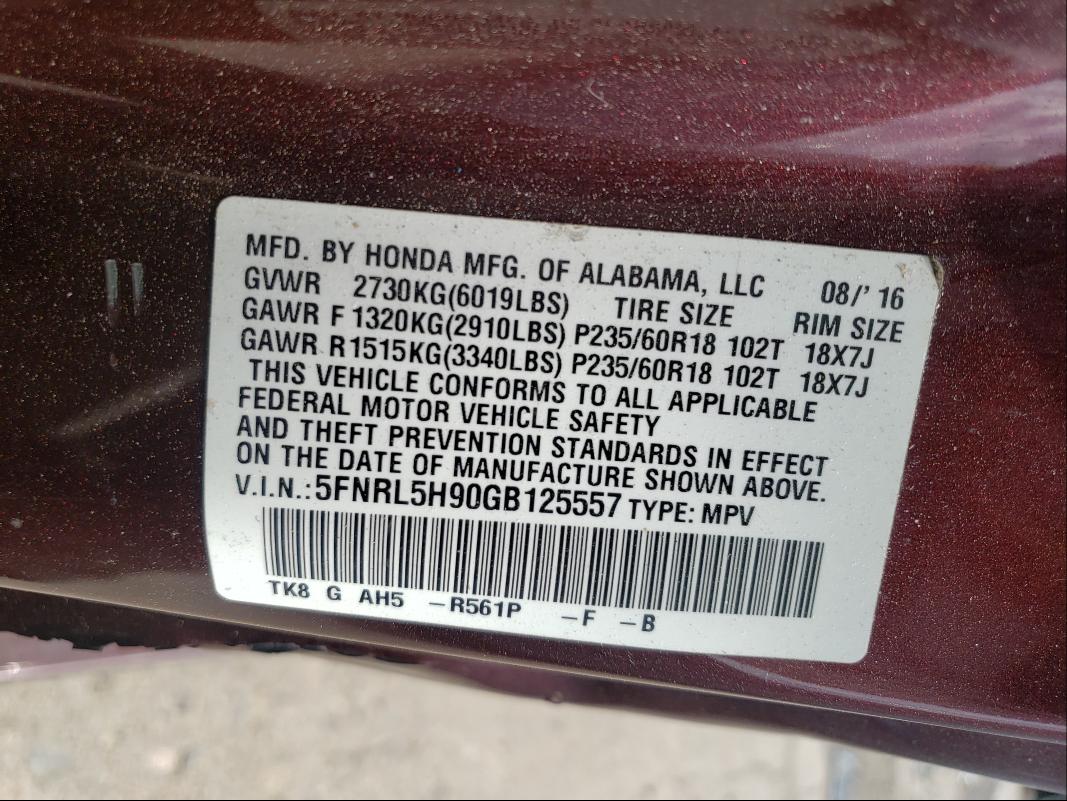 MFD. BY HONDA MFG. OF ALABAMA, LLC 08/' 16
GVWR 2730KG(6019LBS) TIRE SIZE RIM SIZE
GAWR F 1320KG(2910LBS) P235/60R18 102T 18X7J
GAWR R1515KG(3340LBS) P235/60R18 102T 18X7J
THIS VEHICLE CONFORMS TO ALL APPLICABLE
FEDERAL MOTOR VEHICLE SAFETY
AND THEFT PREVENTION STANDARDS IN EFFECT
ON THE DATE OF MANUFACTURE SHOWN ABOVE.
V.I.N.:5FNRL5H90GB125557 TYPE: MPV
TK8 G AH5 -R561P -F -B